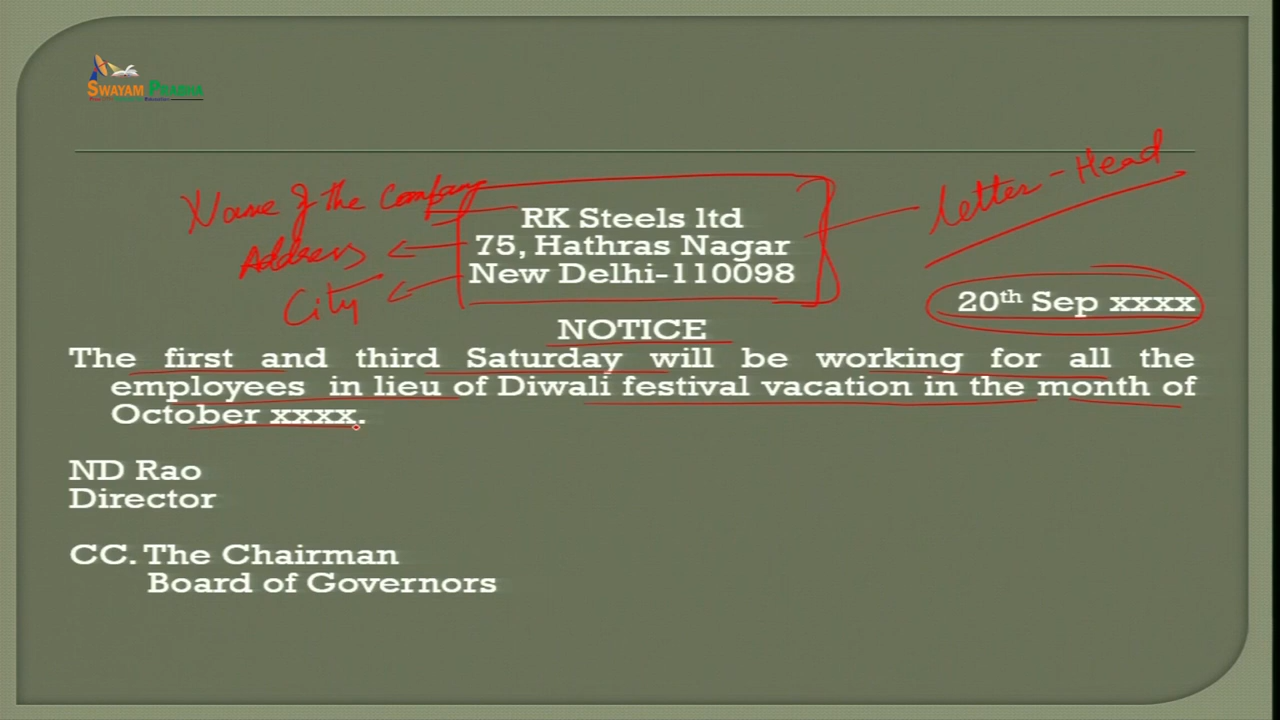 SWAYAM PRABHA
Name of the Company
Letter-Head
RK Steels ltd
Address
75, Hathras Nagar
City
New Delhi-110098
20th Sep xxxx
NOTICE
The first and third Saturday will be working for all the
employees in lieu of Diwali festival vacation in the month of
October xxxx.
ND Rao
Director
CC. The Chairman
Board of Governors